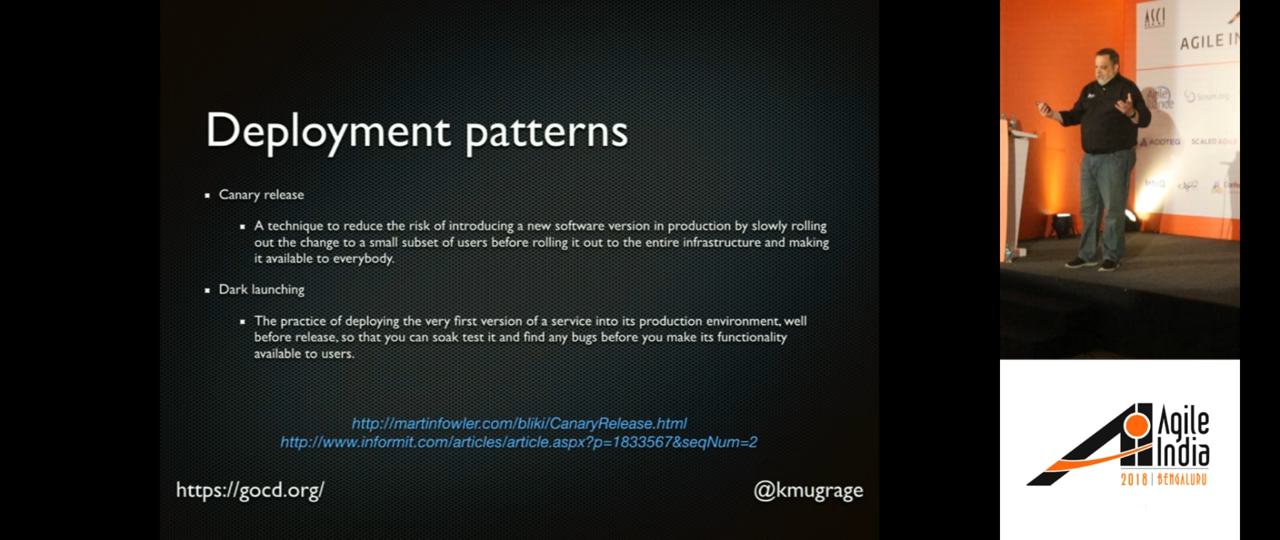 Deployment patterns
Canary release
A technique to reduce the risk of introducing a new software version in production by slowly rolling
out the change to a small subset of users before rolling it out to the entire infrastructure and making
it available to everybody.
Dark launching
The practice of deploying the very first version of a service into its production environment, well
before release, so that you can soak test it and find any bugs before you make its functionality
available to users.
http://martinfowler.com/bliki/CanaryRelease.html
http://www.informit.com/articles/article.aspx?p=1833567&seqNum=2
https://gocd.org/
@kmugrage
ASCI
AGILE IN
Scrum.org
SCALED AGILE
InfoQ
Agile
India
2018 | BENGALURU